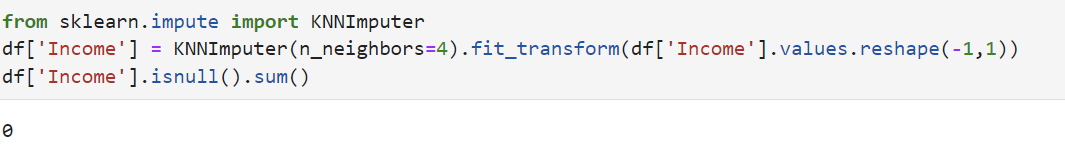 from sklearn.impute import KNNImputer
df['Income'] = KNNImputer(n_neighbors=4).fit_transform(df['Income'].values.reshape(-1,1))
df['Income'].isnull().sum()
0